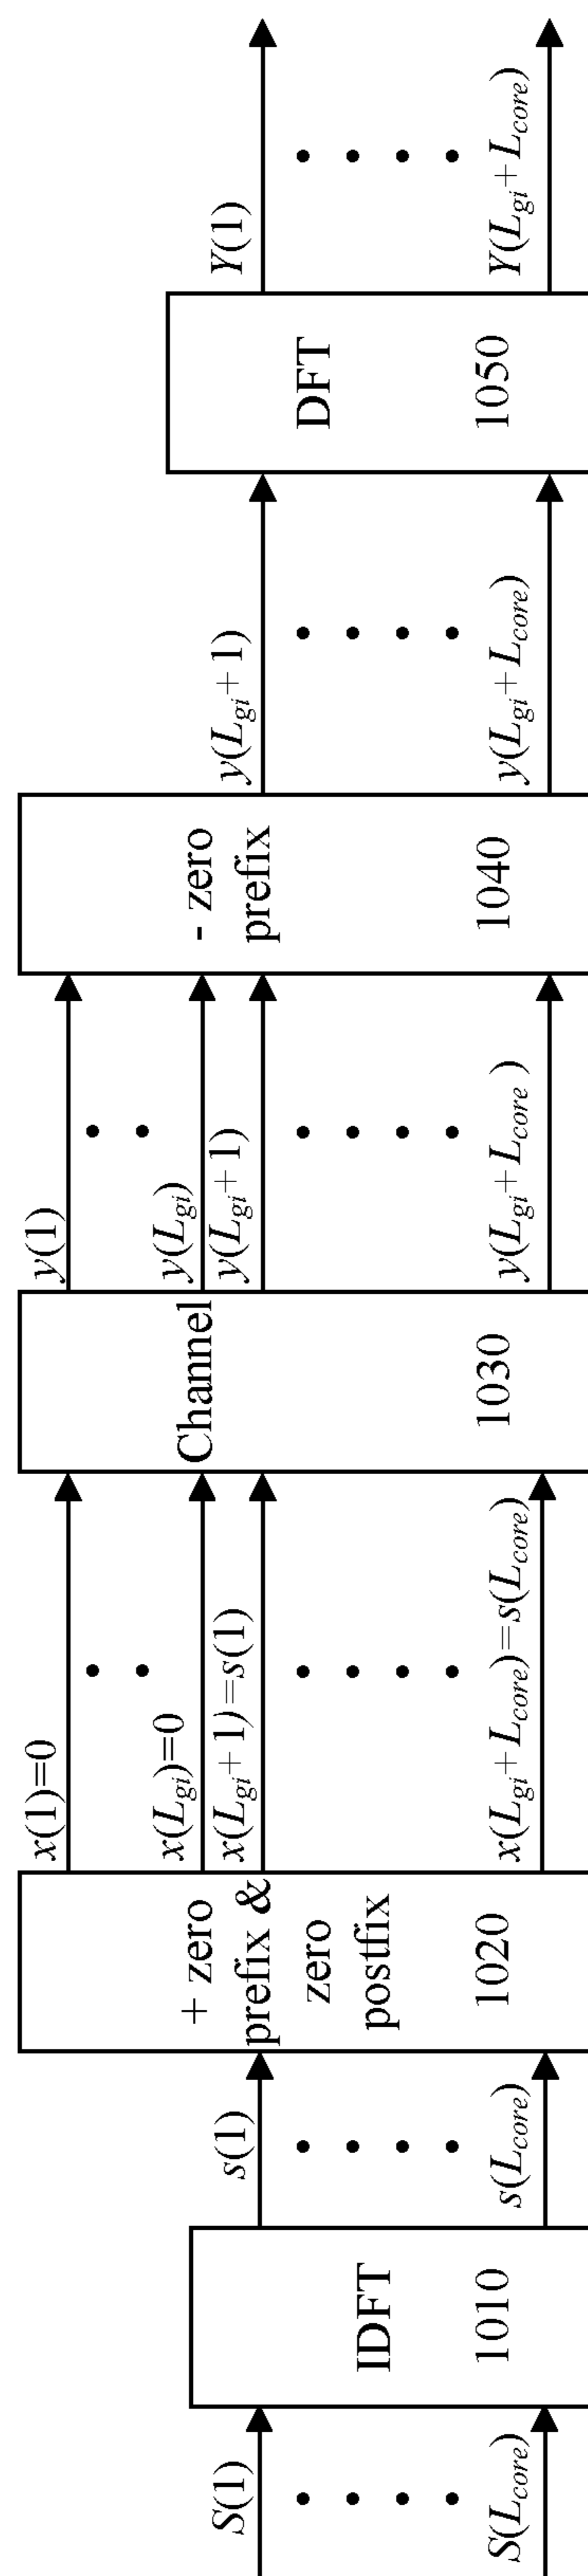 S(1)
S(L_core)
IDFT
1010
s(1)
s(L_core)
+ zero
prefix &
zero
postfix
1020
x(1)=0
x(L_gi)=0
x(L_gi+1)=s(1)
x(L_gi+L_core)=s(L_core)
Channel
1030
y(1)
y(L_gi)
y(L_gi+1)
y(L_gi+L_core)
- zero
prefix
1040
y(L_gi+1)
y(L_gi+L_core)
DFT
1050
Y(1)
Y(L_gi+L_core)